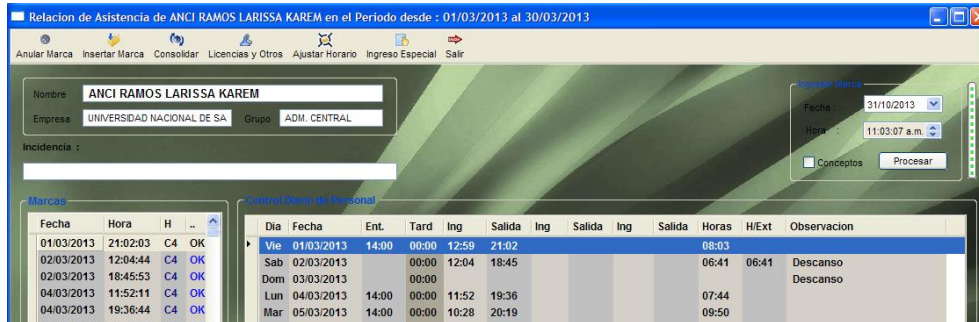 Relacion de Asistencia de ANCI RAMOS LARISSA KAREM en el Periodo desde : 01/03/2013 al 30/03/2013
Anular Marca Insertar Marca Consolidar Licencias y Otros Ajustar Horario Ingreso Especial Salir
Nombre ANCI RAMOS LARISSA KAREM
Empresa UNIVERSIDAD NACIONAL DE SA Grupo ADM. CENTRAL
Incidencia :
Ingresar Marca
Fecha : 31/10/2013
Hora : 11:03:07 a.m.
Conceptos Procesar
Marcas
Fecha Hora H ..
01/03/2013 21:02:03 C4 OK
02/03/2013 12:04:44 C4 OK
02/03/2013 18:45:53 C4 OK
04/03/2013 11:52:11 C4 OK
04/03/2013 19:36:44 C4 OK
Control Diario de Personal
Dia Fecha Ent. Tard Ing Salida Ing Salida Ing Salida Horas H/Ext Observacion
Vie 01/03/2013 14:00 00:00 12:59 21:02 08:03
Sab 02/03/2013 00:00 12:04 18:45 06:41 06:41 Descanso
Dom 03/03/2013 00:00 Descanso
Lun 04/03/2013 14:00 00:00 11:52 19:36 07:44
Mar 05/03/2013 14:00 00:00 10:28 20:19 09:50